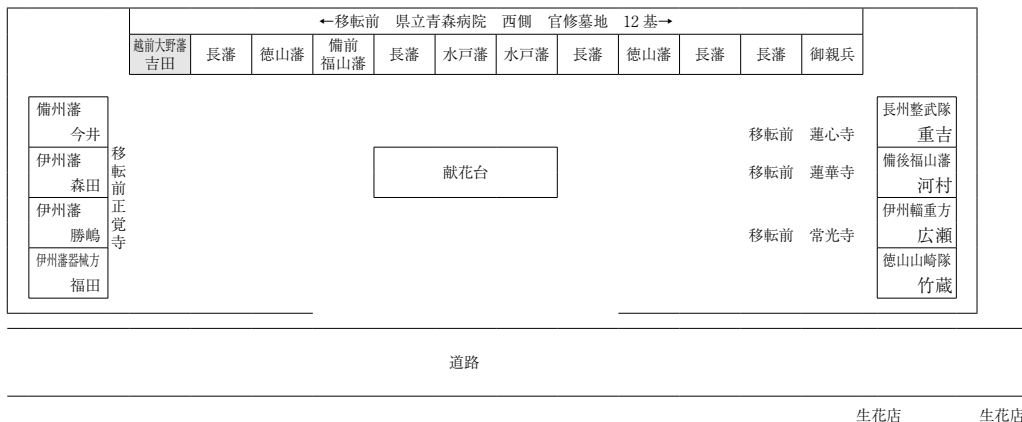 ←移転前 県立青森病院 西側 官修墓地 12基→
越前大野藩
吉田
長藩
徳山藩
備前
福山藩
長藩
水戸藩
水戸藩
長藩
徳山藩
長藩
長藩
御親兵
備州藩
今井
伊州藩
森田
伊州藩
勝嶋
伊州藩器械方
福田
移転前正覚寺
献花台
移転前 蓮心寺
移転前 蓮華寺
移転前 常光寺
長州整武隊
重吉
備後福山藩
河村
伊州輜重方
広瀬
徳山山崎隊
竹蔵
道路
生花店 生花店